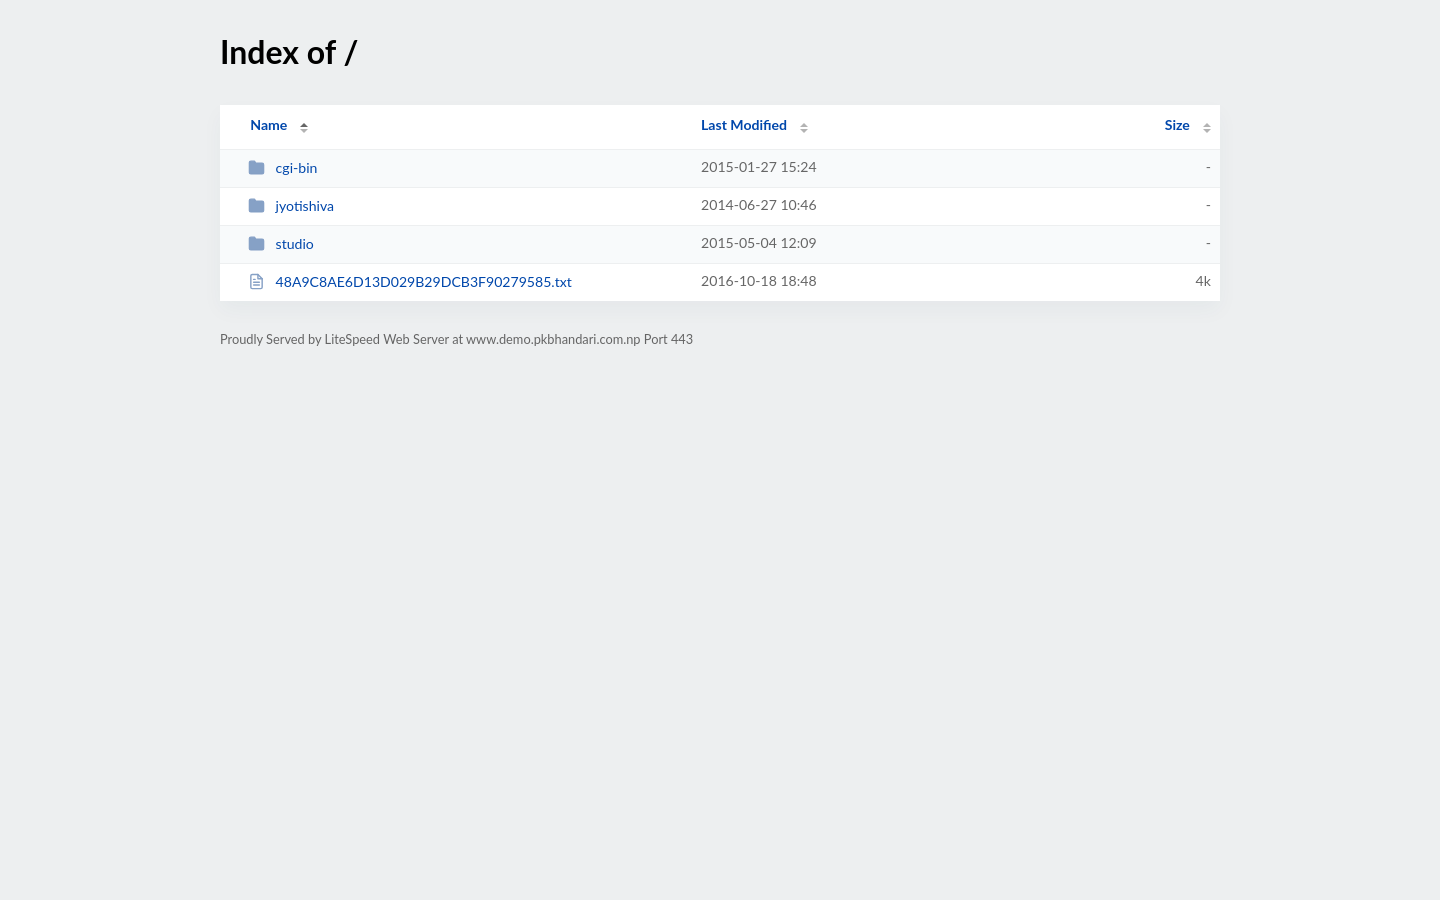 Index of /
Name Last Modified Size
cgi-bin 2015-01-27 15:24 -
jyotishiva 2014-06-27 10:46 -
studio 2015-05-04 12:09 -
48A9C8AE6D13D029B29DCB3F90279585.txt 2016-10-18 18:48 4k
Proudly Served by LiteSpeed Web Server at www.demo.pkbhandari.com.np Port 443